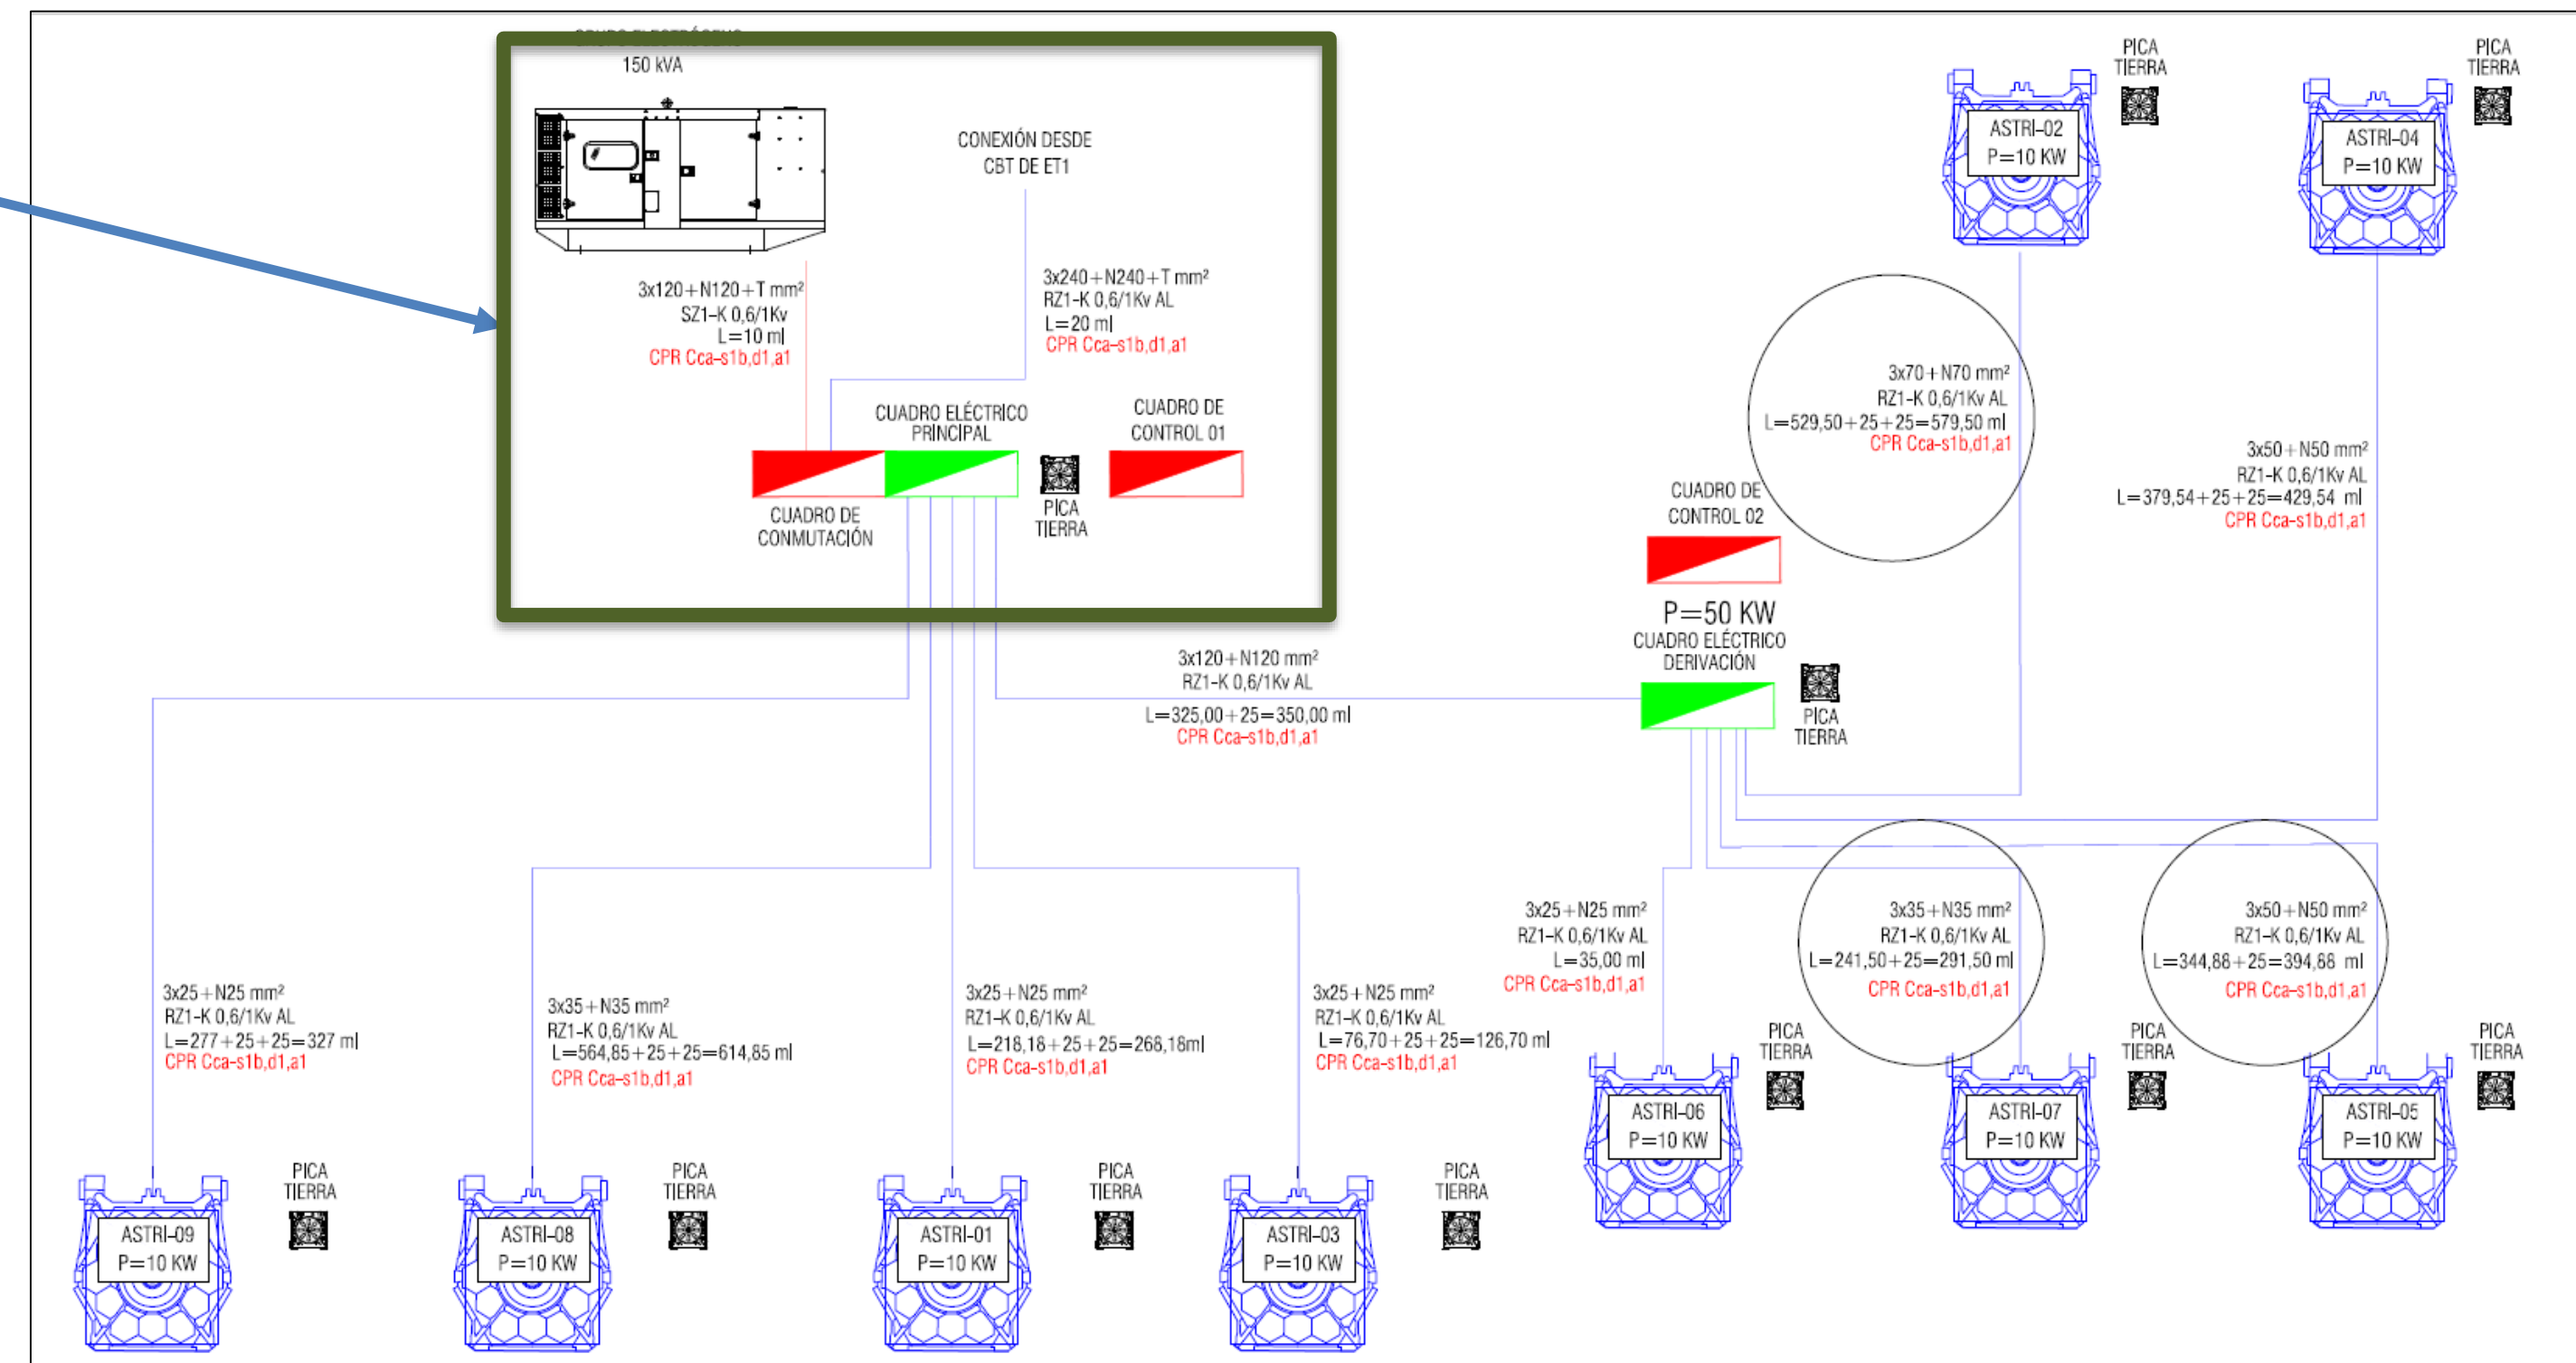 GRUPO ELECTRÓGENO
150 kVA
CONEXIÓN DESDE
CBT DE ET1
3x120+N120+T mm²
SZ1-K 0,6/1Kv
L=10 ml
CPR Cca-s1b,d1,a1
3x240+N240+T mm²
RZ1-K 0,6/1Kv AL
L=20 ml
CPR Cca-s1b,d1,a1
CUADRO ELÉCTRICO
PRINCIPAL
CUADRO DE
CONTROL 01
CUADRO DE
CONMUTACIÓN
PICA
TIERRA
PICA
TIERRA
ASTRI-02
P=10 KW
PICA
TIERRA
ASTRI-04
P=10 KW
3x70+N70 mm²
RZ1-K 0,6/1Kv AL
L=529,50+25+25=579,50 ml
CPR Cca-s1b,d1,a1
3x50+N50 mm²
RZ1-K 0,6/1Kv AL
L=379,54+25+25=429,54 ml
CPR Cca-s1b,d1,a1
CUADRO DE
CONTROL 02
P=50 KW
CUADRO ELÉCTRICO
DERIVACIÓN
PICA
TIERRA
3x120+N120 mm²
RZ1-K 0,6/1Kv AL
L=325,00+25=350,00 ml
CPR Cca-s1b,d1,a1
3x25+N25 mm²
RZ1-K 0,6/1Kv AL
L=35,00 ml
CPR Cca-s1b,d1,a1
3x35+N35 mm²
RZ1-K 0,6/1Kv AL
L=241,50+25=291,50 ml
CPR Cca-s1b,d1,a1
3x50+N50 mm²
RZ1-K 0,6/1Kv AL
L=344,88+25=394,88 ml
CPR Cca-s1b,d1,a1
3x25+N25 mm²
RZ1-K 0,6/1Kv AL
L=277+25+25=327 ml
CPR Cca-s1b,d1,a1
3x35+N35 mm²
RZ1-K 0,6/1Kv AL
L=564,85+25+25=614,85 ml
CPR Cca-s1b,d1,a1
3x25+N25 mm²
RZ1-K 0,6/1Kv AL
L=218,18+25+25=268,18ml
CPR Cca-s1b,d1,a1
3x25+N25 mm²
RZ1-K 0,6/1Kv AL
L=76,70+25+25=126,70 ml
CPR Cca-s1b,d1,a1
PICA
TIERRA
ASTRI-06
P=10 KW
PICA
TIERRA
ASTRI-07
P=10 KW
PICA
TIERRA
ASTRI-05
P=10 KW
PICA
TIERRA
ASTRI-09
P=10 KW
PICA
TIERRA
ASTRI-08
P=10 KW
PICA
TIERRA
ASTRI-01
P=10 KW
PICA
TIERRA
ASTRI-03
P=10 KW